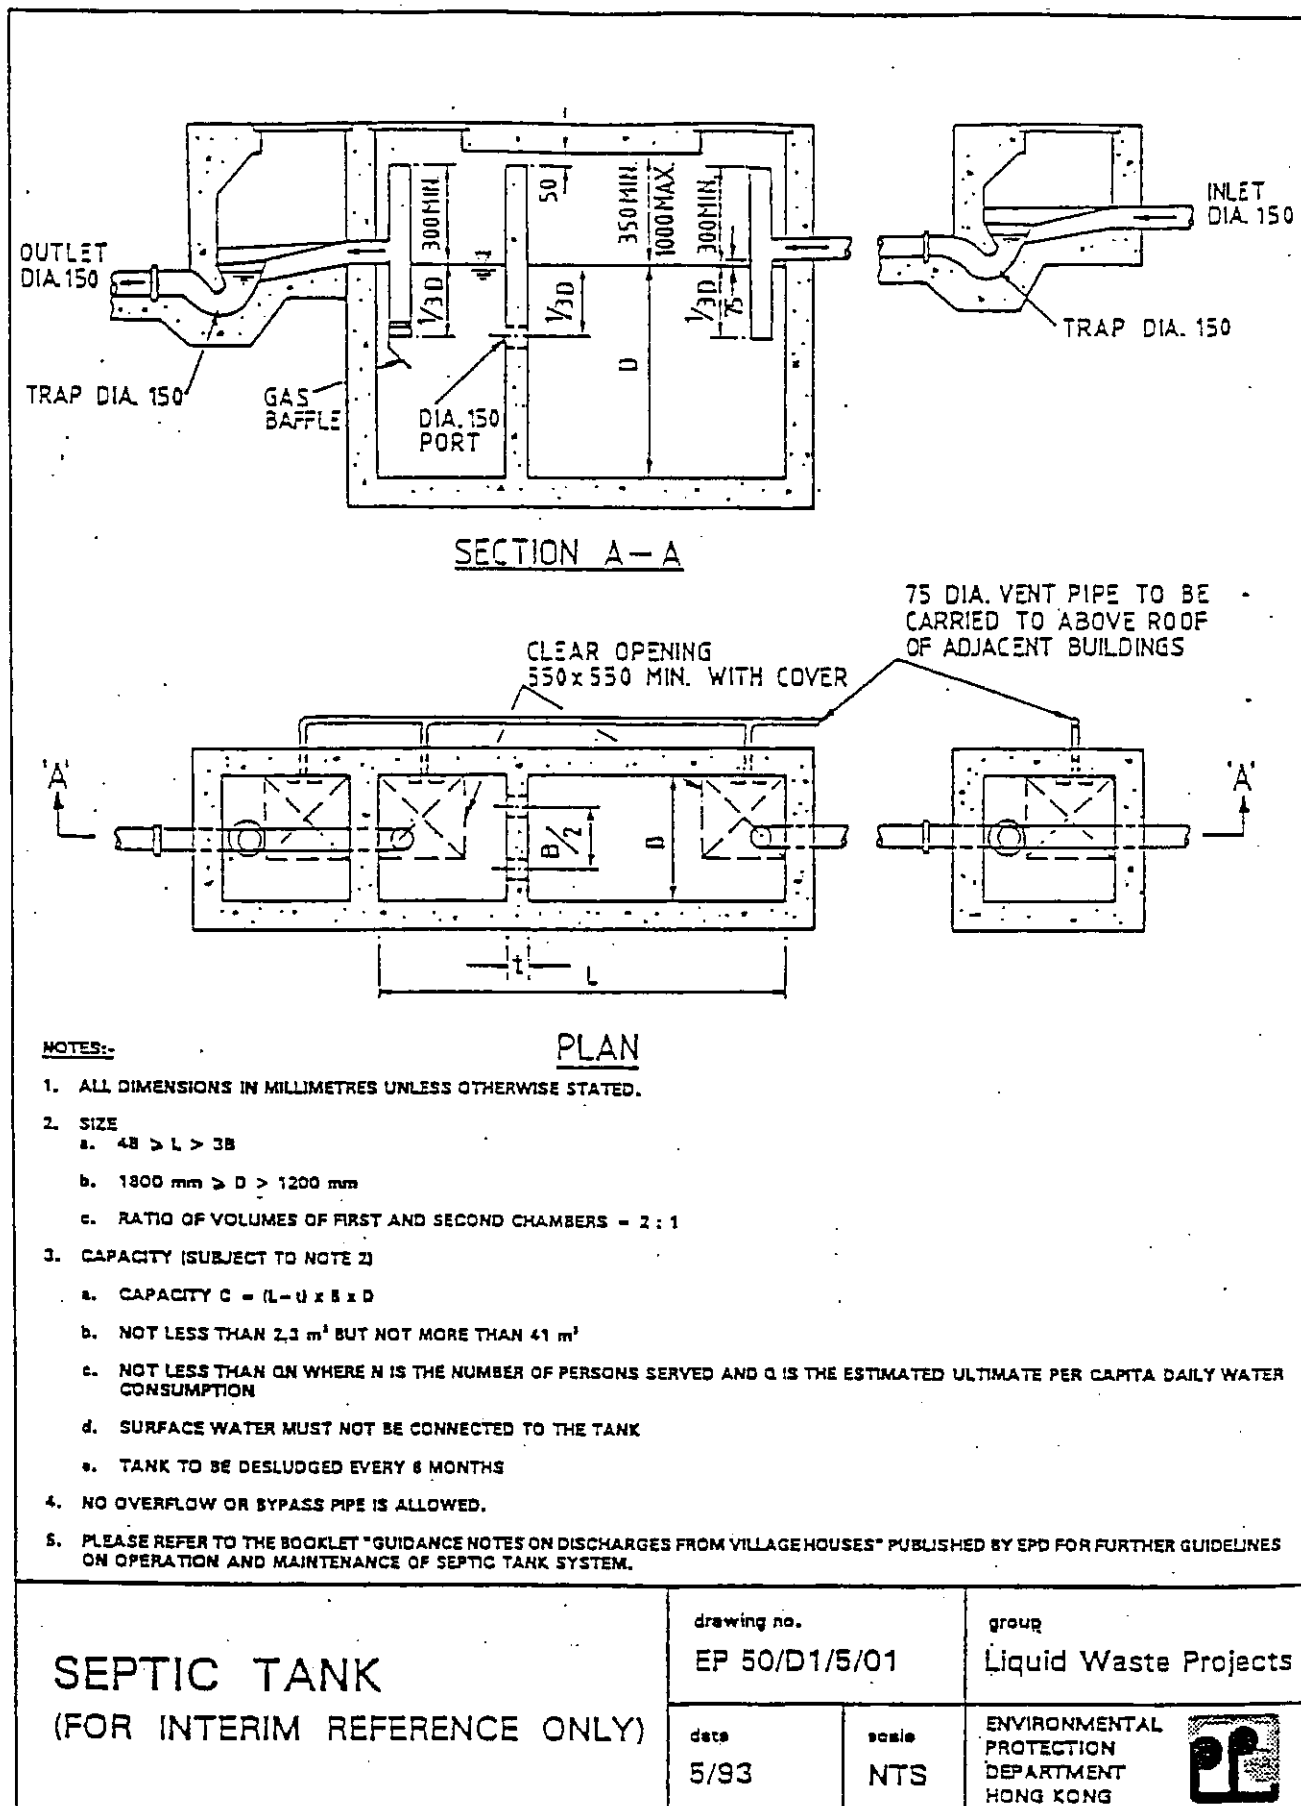 50
300MIN.
350MIN
1000MAX
300MIN.
INLET
DIA. 150
OUTLET
DIA.150
1/3D
1/3D
1/3D
75
D
TRAP DIA. 150
TRAP DIA. 150
GAS
BAFFLE
DIA. 150
PORT
SECTION A-A
75 DIA. VENT PIPE TO BE
CARRIED TO ABOVE ROOF
OF ADJACENT BUILDINGS
CLEAR OPENING
550x550 MIN. WITH COVER
'A'
'A'
B/2
B
t
L
PLAN
NOTES:-
1. ALL DIMENSIONS IN MILLIMETRES UNLESS OTHERWISE STATED.
2. SIZE
a. 4B ⩾ L > 3B
b. 1800 mm ⩾ D > 1200 mm
c. RATIO OF VOLUMES OF FIRST AND SECOND CHAMBERS = 2 : 1
3. CAPACITY (SUBJECT TO NOTE 2)
a. CAPACITY C = (L-t) x B x D
b. NOT LESS THAN 2.3 m³ BUT NOT MORE THAN 41 m³
c. NOT LESS THAN QN WHERE N IS THE NUMBER OF PERSONS SERVED AND Q IS THE ESTIMATED ULTIMATE PER CAPITA DAILY WATER
CONSUMPTION
d. SURFACE WATER MUST NOT BE CONNECTED TO THE TANK
e. TANK TO BE DESLUDGED EVERY 6 MONTHS
4. NO OVERFLOW OR BYPASS PIPE IS ALLOWED.
5. PLEASE REFER TO THE BOOKLET "GUIDANCE NOTES ON DISCHARGES FROM VILLAGE HOUSES" PUBLISHED BY EPD FOR FURTHER GUIDELINES
ON OPERATION AND MAINTENANCE OF SEPTIC TANK SYSTEM.
SEPTIC TANK
(FOR INTERIM REFERENCE ONLY)
drawing no.
EP 50/D1/5/01
group
Liquid Waste Projects
date
5/93
scale
NTS
ENVIRONMENTAL
PROTECTION
DEPARTMENT
HONG KONG